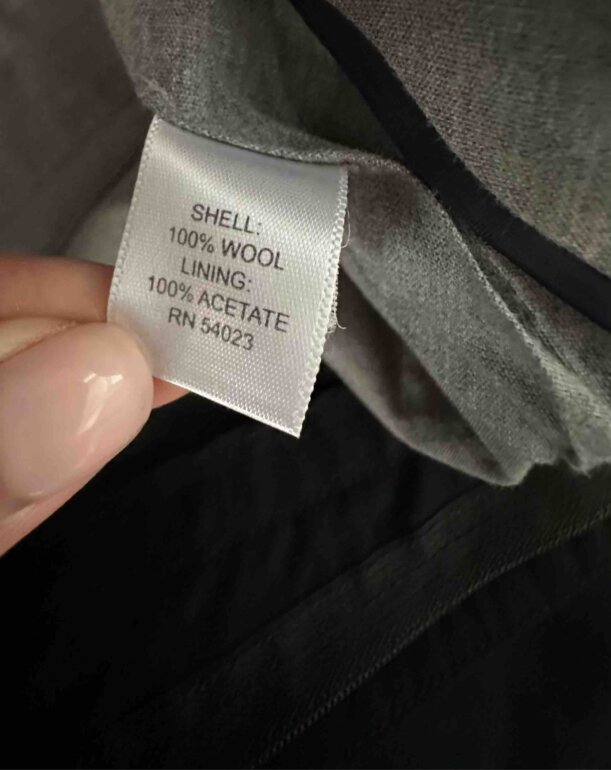 SHELL:
100% WOOL
LINING:
100% ACETATE
RN 54023